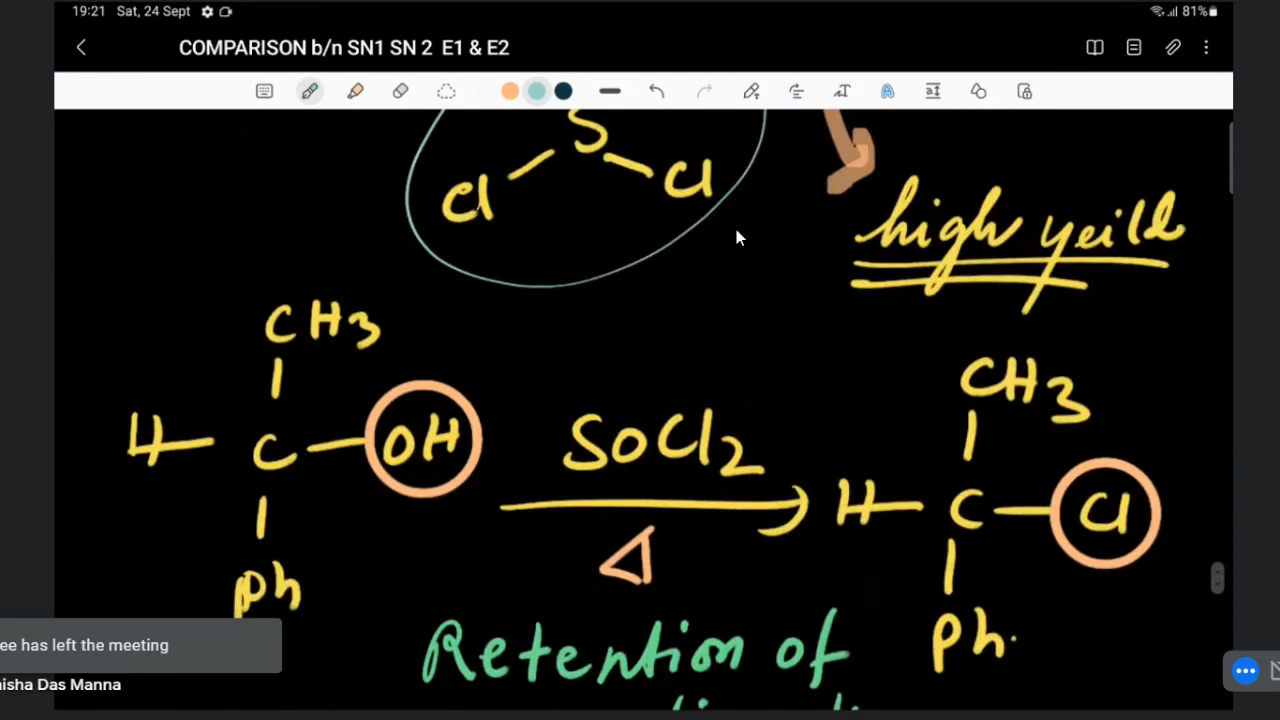 19:21 Sat, 24 Sept 81%
COMPARISON b/n SN1 SN 2 E1 & E2
S
Cl Cl
high yeild
CH3
H C OH
Ph
SOCl2
Δ
CH3
H C Cl
Ph.
Retention of
ee has left the meeting
isha Das Manna